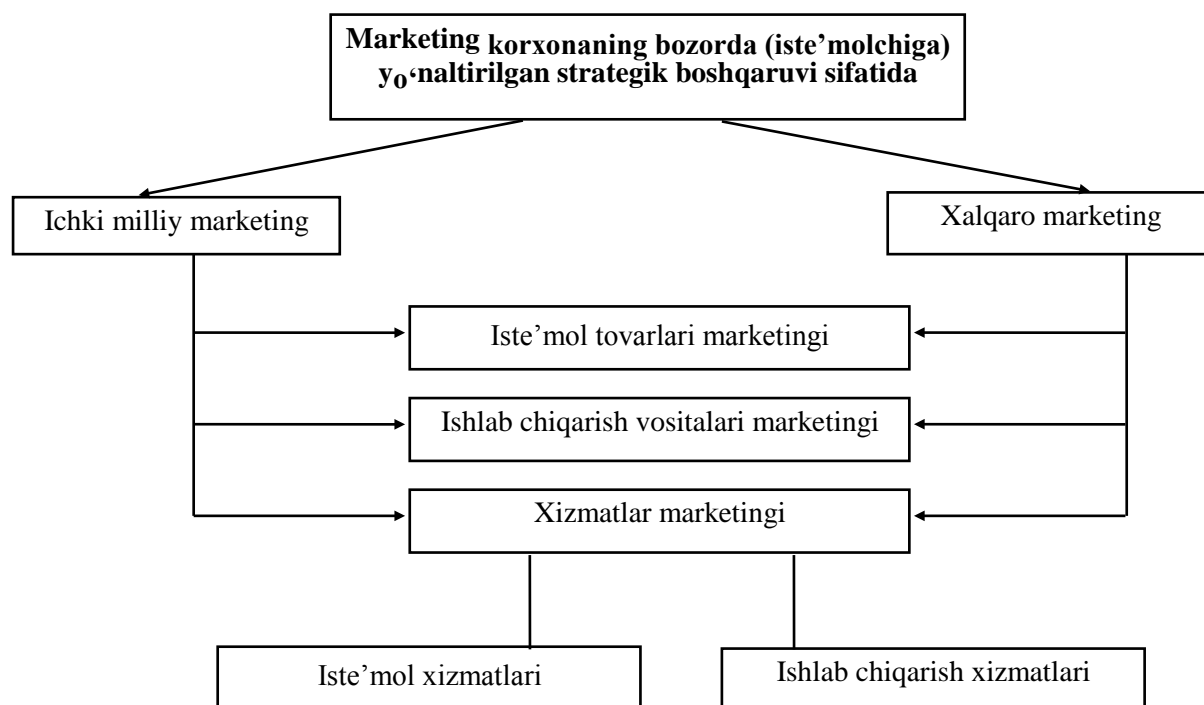 Marketing korxonaning bozorda (iste’molchiga)
yo‘naltirilgan strategik boshqaruvi sifatida
Ichki milliy marketing
Xalqaro marketing
Iste’mol tovarlari marketingi
Ishlab chiqarish vositalari marketingi
Xizmatlar marketingi
Iste’mol xizmatlari
Ishlab chiqarish xizmatlari